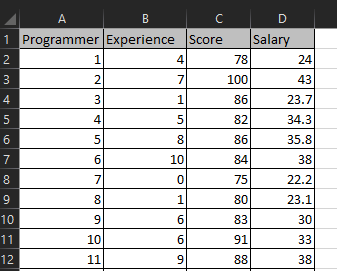 A B C D
1 Programmer Experience Score Salary
2 1 4 78 24
3 2 7 100 43
4 3 1 86 23.7
5 4 5 82 34.3
6 5 8 86 35.8
7 6 10 84 38
8 7 0 75 22.2
9 8 1 80 23.1
10 9 6 83 30
11 10 6 91 33
12 11 9 88 38